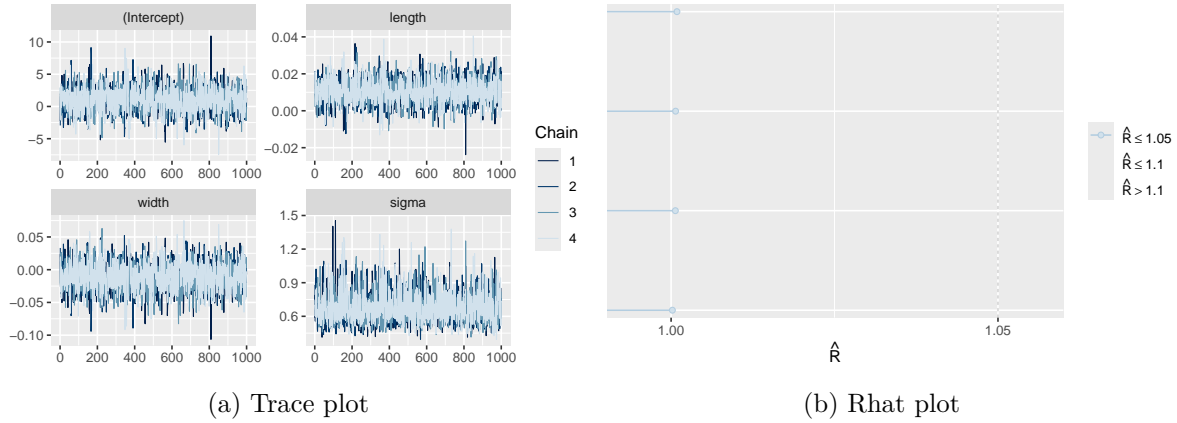 (Intercept)
length
10
5
0
−5
0 200 400 600 800 1000
0.04
0.02
0.00
−0.02
0 200 400 600 800 1000
width
sigma
0.05
0.00
−0.05
−0.10
0 200 400 600 800 1000
1.5
1.2
0.9
0.6
0 200 400 600 800 1000
Chain
1
2
3
4
(a) Trace plot
1.00 1.05
R̂
R̂ ≤ 1.05
R̂ ≤ 1.1
R̂ > 1.1
(b) Rhat plot